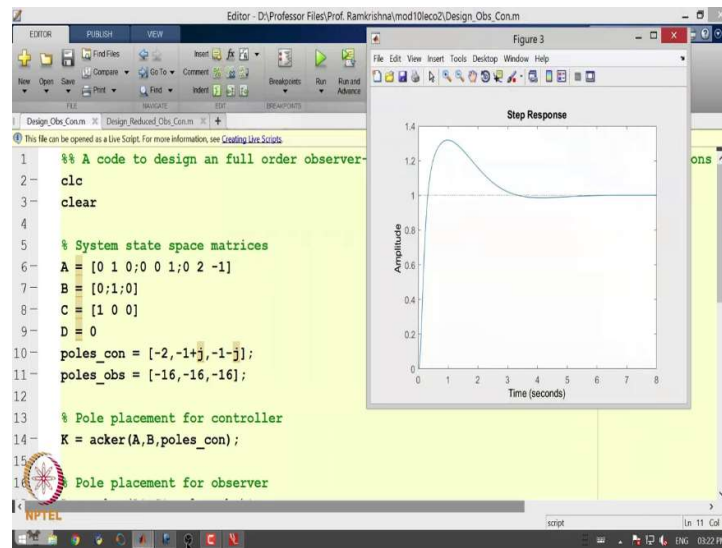 Editor - D:\Professor Files\Prof. Ramkrishna\mod10leco2\Design_Obs_Con.m
EDITOR PUBLISH VIEW
New Open Save
Find Files
Compare
Print
Go To
Find
Insert fx
Comment
Indent
Breakpoints
Run
Run and Advance
FILE NAVIGATE EDIT BREAKPOINTS
Design_Obs_Con.m Design_Reduced_Obs_Con.m
This file can be opened as a Live Script. For more information, see Creating Live Scripts.
1 %% A code to design an full order observer- ons
2 clc
3 clear
4
5 % System state space matrices
6 A = [0 1 0;0 0 1;0 2 -1]
7 B = [0;1;0]
8 C = [1 0 0]
9 D = 0
10 poles_con = [-2,-1+j,-1-j];
11 poles_obs = [-16,-16,-16];
12
13 % Pole placement for controller
14 K = acker(A,B,poles_con);
15
16 % Pole placement for observer
NPTEL
script Ln 11 Col
ENG 03:22 PM
Figure 3
File Edit View Insert Tools Desktop Window Help
Step Response
Amplitude
1.4
1.2
1
0.8
0.6
0.4
0.2
0
0 1 2 3 4 5 6 7 8
Time (seconds)